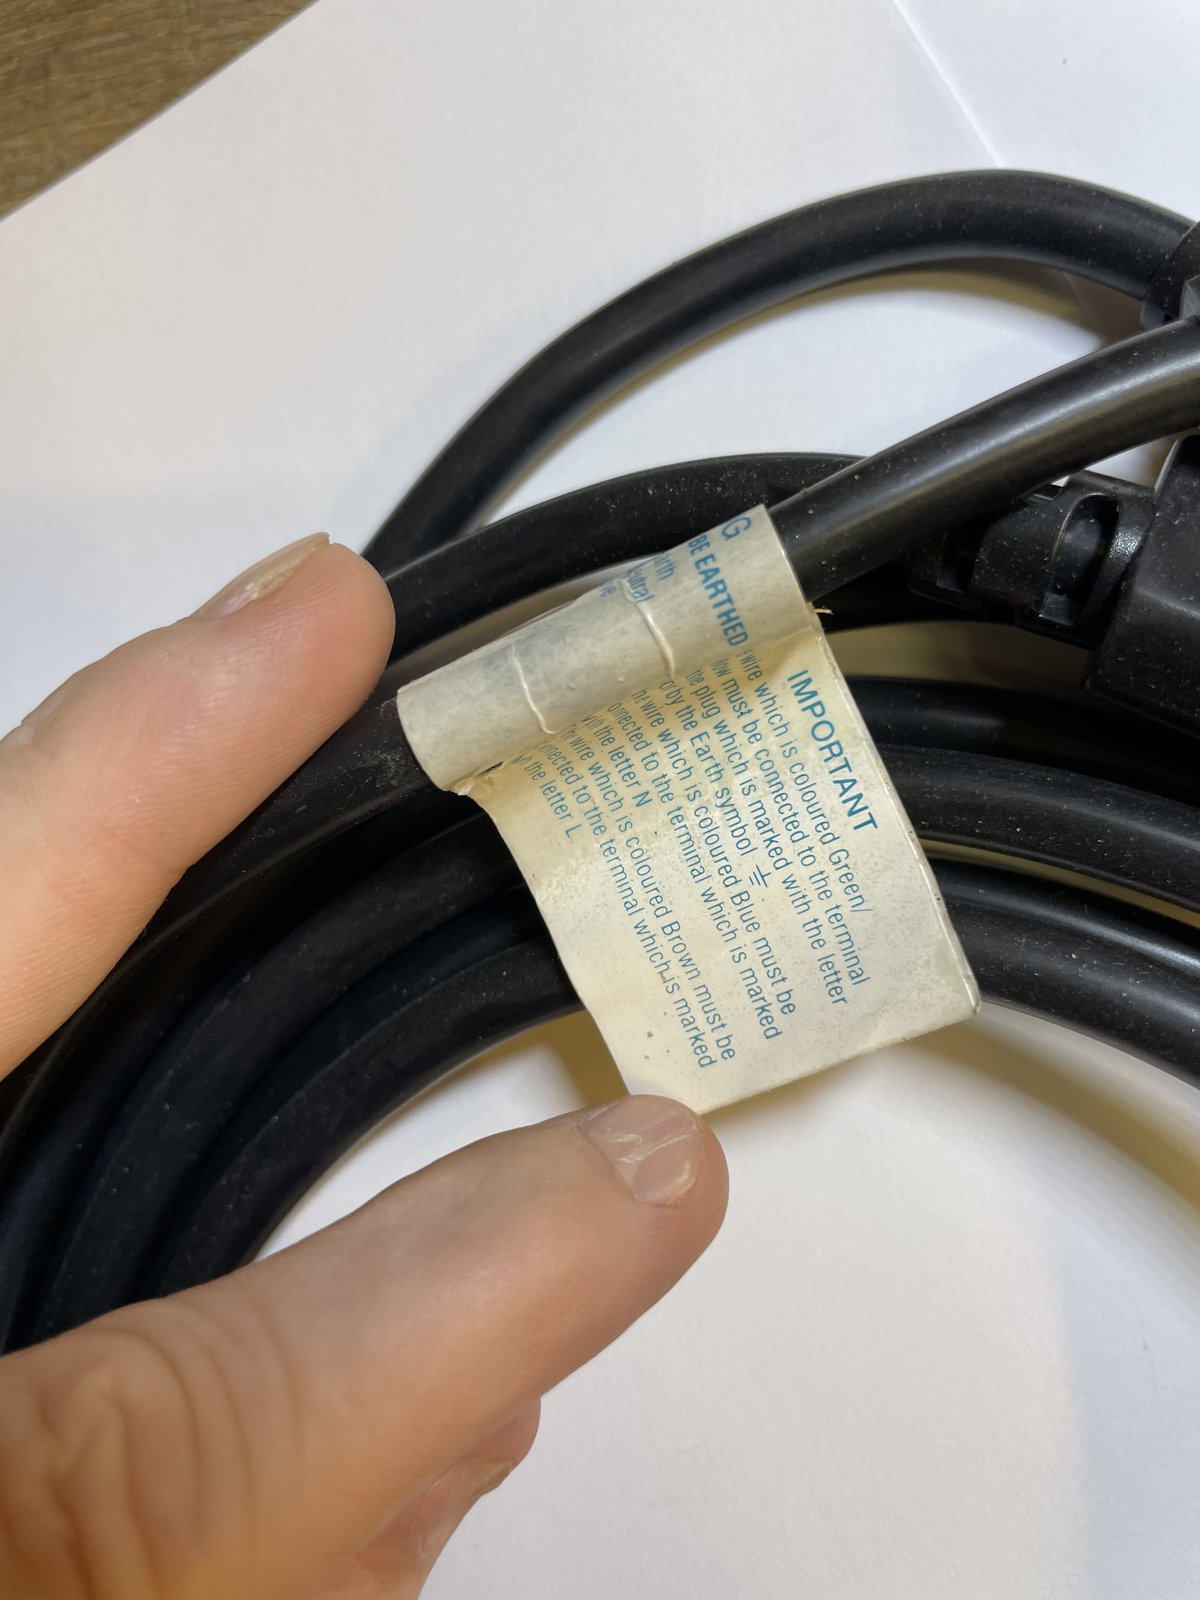 G
BE EARTHED
IMPORTANT
wire which is coloured Green/
must be connected to the terminal
the plug which is marked with the letter
by the Earth symbol ⏚
wire which is coloured Blue must be
connected to the terminal which is marked
the letter N
wire which is coloured Brown must be
connected to the terminal which is marked
the letter L